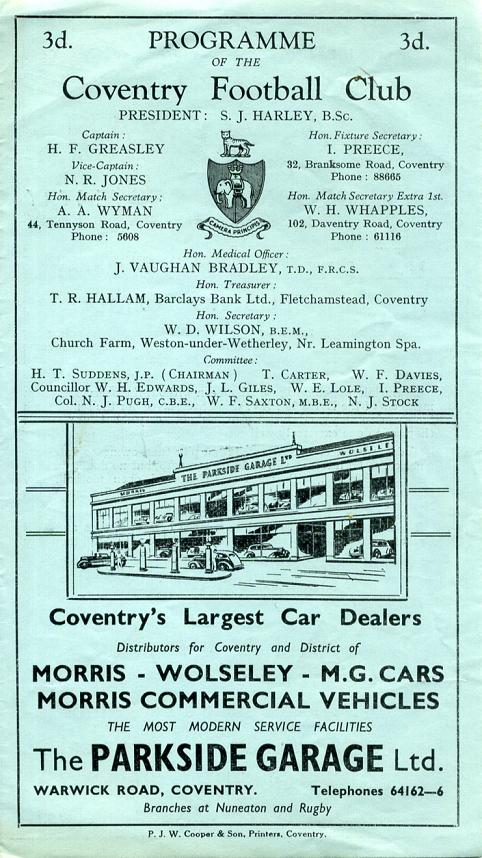 3d. PROGRAMME 3d.
OF THE
Coventry Football Club
PRESIDENT: S. J. HARLEY, B.Sc.
Captain:
H. F. GREASLEY
Vice-Captain:
N. R. JONES
Hon. Match Secretary:
A. A. WYMAN
44, Tennyson Road, Coventry
Phone: 5608
CAMERA PRINCIPIS
Hon. Fixture Secretary:
I. PREECE,
32, Branksome Road, Coventry
Phone: 88665
Hon. Match Secretary Extra 1st.
W. H. WHAPPLES,
102, Daventry Road, Coventry
Phone: 61116
Hon. Medical Officer:
J. VAUGHAN BRADLEY, T.D., F.R.C.S.
Hon. Treasurer:
T. R. HALLAM, Barclays Bank Ltd., Fletchamstead, Coventry
Hon. Secretary:
W. D. WILSON, B.E.M.,
Church Farm, Weston-under-Wetherley, Nr. Leamington Spa.
Committee:
H. T. SUDDENS, J.P. (CHAIRMAN) T. CARTER, W. F. DAVIES,
Councillor W. H. EDWARDS, J. L. GILES, W. E. LOLE, I. PREECE,
Col. N. J. PUGH, C.B.E., W. F. SAXTON, M.B.E., N. J. STOCK
MORRIS THE PARKSIDE GARAGE LTD WOLSELEY
Coventry's Largest Car Dealers
Distributors for Coventry and District of
MORRIS - WOLSELEY - M.G. CARS
MORRIS COMMERCIAL VEHICLES
THE MOST MODERN SERVICE FACILITIES
The PARKSIDE GARAGE Ltd.
WARWICK ROAD, COVENTRY. Telephones 64162—6
Branches at Nuneaton and Rugby
P. J. W. Cooper & Son, Printers, Coventry.